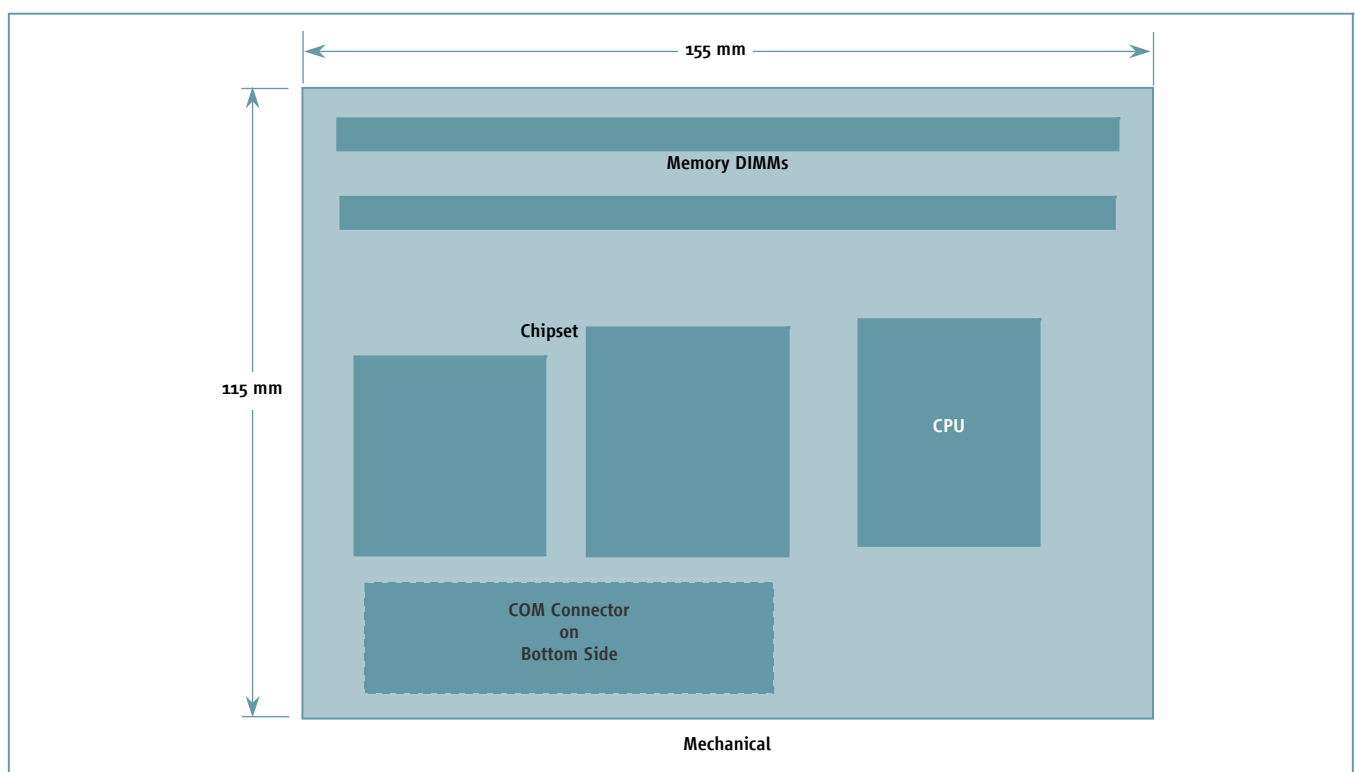 155 mm
Memory DIMMs
Chipset
115 mm
CPU
COM Connector
on
Bottom Side
Mechanical